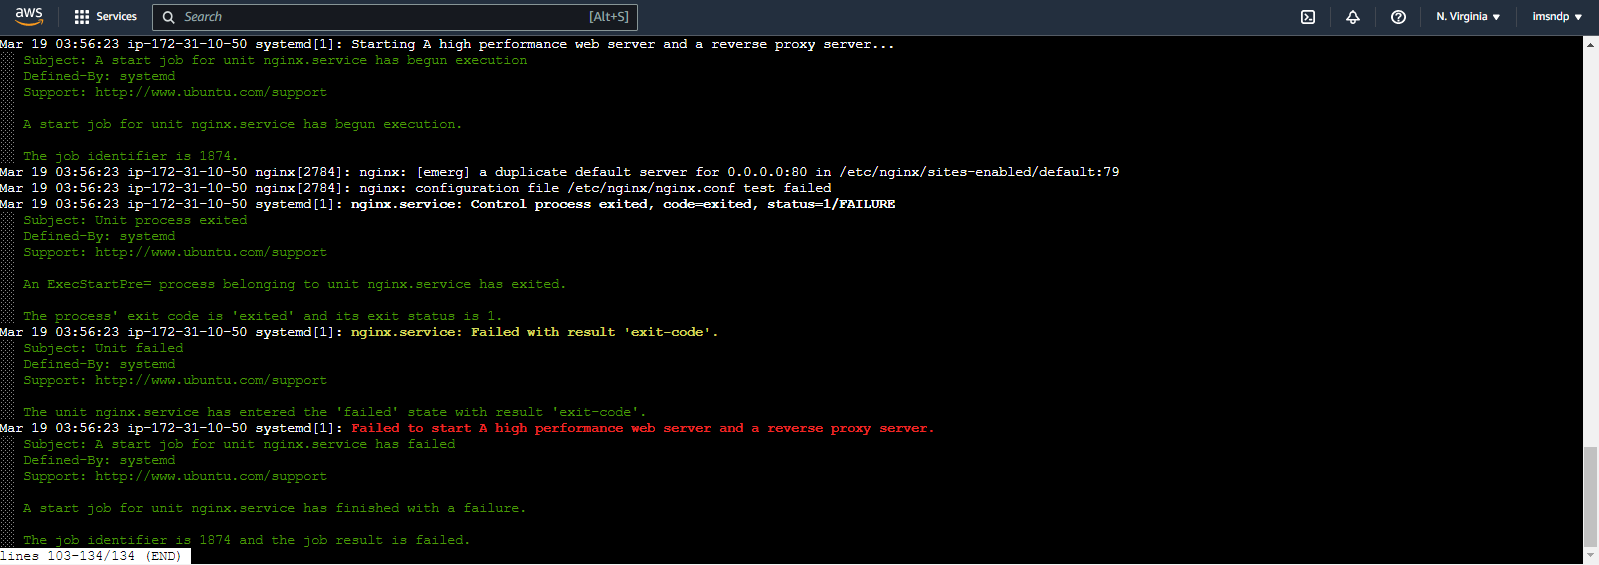 aws Services Search [Alt+S] N. Virginia imsndp
Mar 19 03:56:23 ip-172-31-10-50 systemd[1]: Starting A high performance web server and a reverse proxy server...
Subject: A start job for unit nginx.service has begun execution
Defined-By: systemd
Support: http://www.ubuntu.com/support
A start job for unit nginx.service has begun execution.
The job identifier is 1874.
Mar 19 03:56:23 ip-172-31-10-50 nginx[2784]: nginx: [emerg] a duplicate default server for 0.0.0.0:80 in /etc/nginx/sites-enabled/default:79
Mar 19 03:56:23 ip-172-31-10-50 nginx[2784]: nginx: configuration file /etc/nginx/nginx.conf test failed
Mar 19 03:56:23 ip-172-31-10-50 systemd[1]: nginx.service: Control process exited, code=exited, status=1/FAILURE
Subject: Unit process exited
Defined-By: systemd
Support: http://www.ubuntu.com/support
An ExecStartPre= process belonging to unit nginx.service has exited.
The process' exit code is 'exited' and its exit status is 1.
Mar 19 03:56:23 ip-172-31-10-50 systemd[1]: nginx.service: Failed with result 'exit-code'.
Subject: Unit failed
Defined-By: systemd
Support: http://www.ubuntu.com/support
The unit nginx.service has entered the 'failed' state with result 'exit-code'.
Mar 19 03:56:23 ip-172-31-10-50 systemd[1]: Failed to start A high performance web server and a reverse proxy server.
Subject: A start job for unit nginx.service has failed
Defined-By: systemd
Support: http://www.ubuntu.com/support
A start job for unit nginx.service has finished with a failure.
The job identifier is 1874 and the job result is failed.
lines 103-134/134 (END)